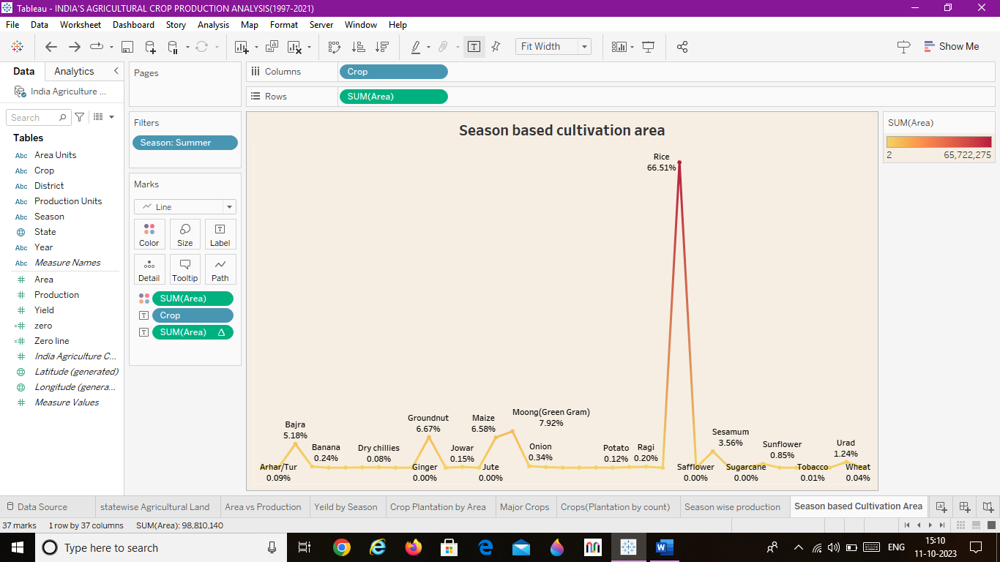 Tableau - INDIA'S AGRICULTURAL CROP PRODUCTION ANALYSIS(1997-2021)
File Data Worksheet Dashboard Story Analysis Map Format Server Window Help
Fit Width
Show Me
Data Analytics
India Agriculture ...
Search
Tables
Abc Area Units
Abc Crop
Abc District
Abc Production Units
Abc Season
State
Abc Year
Abc Measure Names
Area
Production
Yield
zero
Zero line
India Agriculture C...
Latitude (generated)
Longitude (genera...
Measure Values
Pages
Filters
Season: Summer
Marks
Line
Color Size Label
Detail Tooltip Path
SUM(Area)
Crop
SUM(Area)
Columns Crop
Rows SUM(Area)
Season based cultivation area
Rice
66.51%
Moong(Green Gram)
7.92%
Groundnut
6.67%
Maize
6.58%
Bajra
5.18%
Sesamum
3.56%
Banana
0.24%
Dry chillies
0.08%
Jowar
0.15%
Onion
0.34%
Potato
0.12%
Ragi
0.20%
Sunflower
0.85%
Urad
1.24%
Arhar/Tur
0.09%
Ginger
0.00%
Jute
0.00%
Safflower
0.00%
Sugarcane
0.00%
Tobacco
0.01%
Wheat
0.04%
SUM(Area)
2 65,722,275
Data Source statewise Agricultural Land Area vs Production Yeild by Season Crop Plantation by Area Major Crops Crops(Plantation by count) Season wise production Season based Cultivation Area
37 marks 1 row by 37 columns SUM(Area): 98,810,140
Type here to search
ENG
15:10
11-10-2023